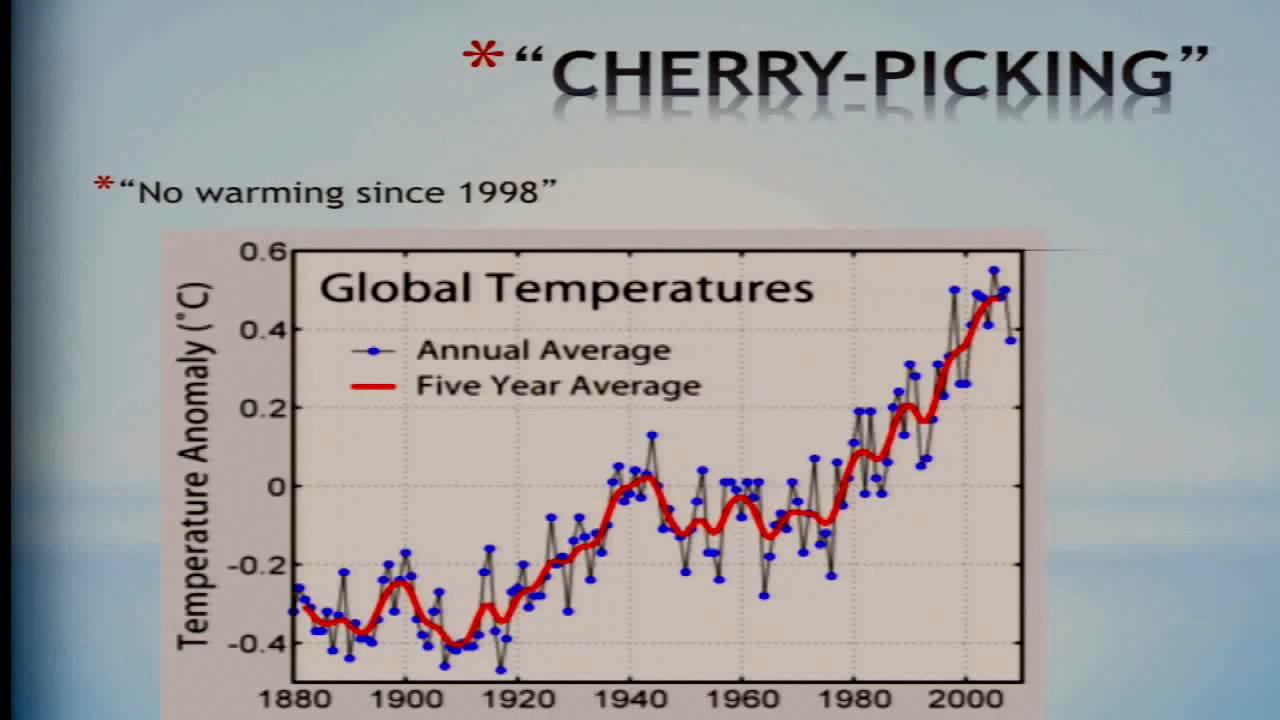 *“CHERRY-PICKING”
*“No warming since 1998”
Global Temperatures
Annual Average
Five Year Average
Temperature Anomaly (°C)
0.6
0.4
0.2
0
-0.2
-0.4
1880 1900 1920 1940 1960 1980 2000